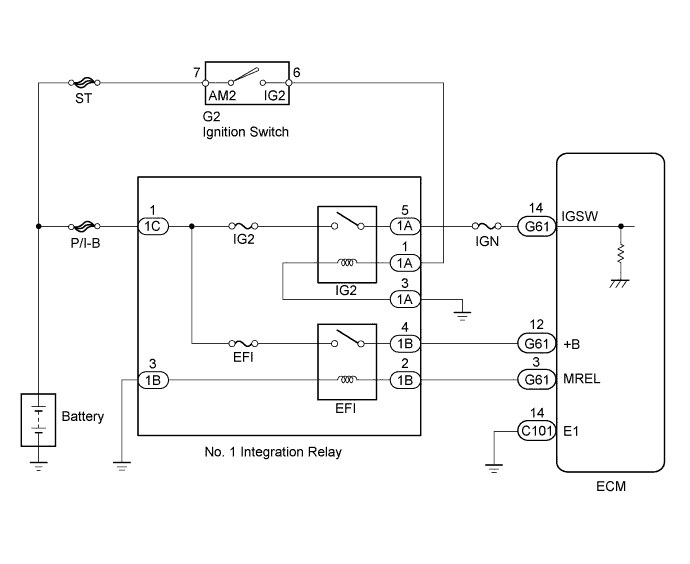 7
6
AM2
IG2
ST
G2
Ignition Switch
1
1C
P/I-B
IG2
IG2
5
1A
1
1A
3
1A
IGN
14
G61
IGSW
EFI
4
1B
12
G61
+B
3
1B
EFI
2
1B
3
G61
MREL
14
C101
E1
Battery
No. 1 Integration Relay
ECM